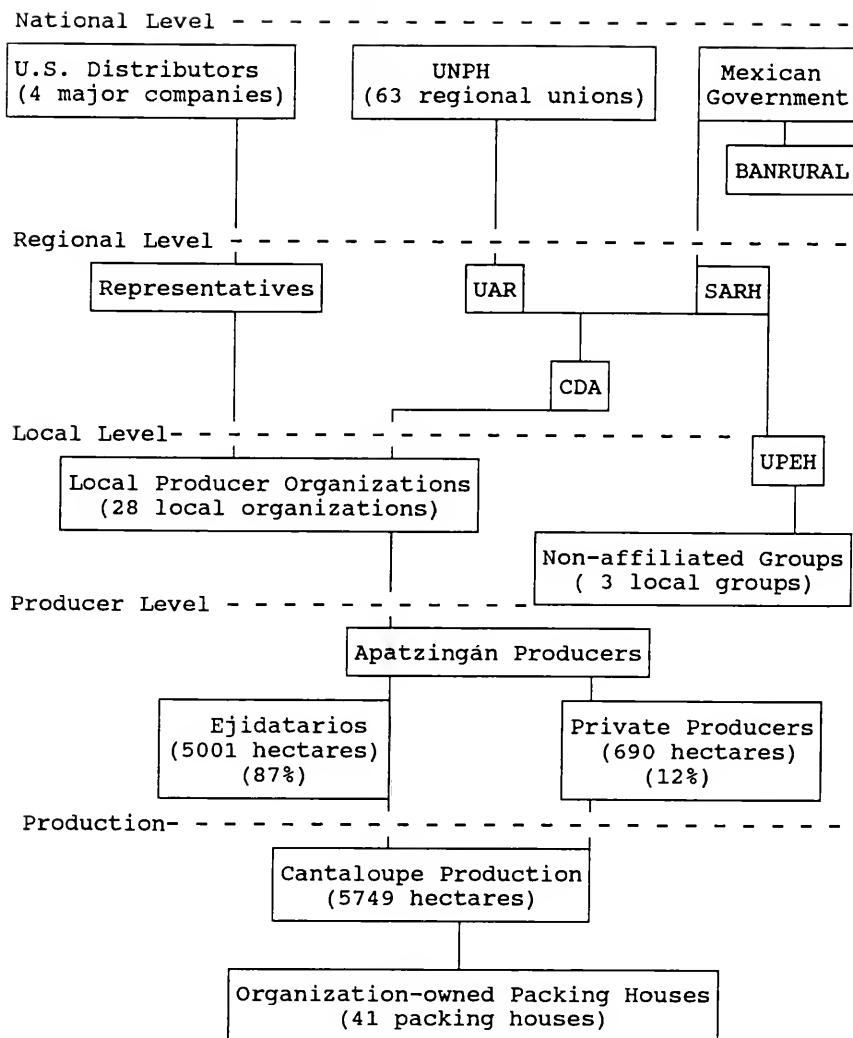 National Level
U.S. Distributors
(4 major companies)
UNPH
(63 regional unions)
Mexican
Government
BANRURAL
Regional Level
Representatives
UAR
SARH
CDA
Local Level
UPEH
Local Producer Organizations
(28 local organizations)
Non-affiliated Groups
( 3 local groups)
Producer Level
Apatzingán Producers
Ejidatarios
(5001 hectares)
(87%)
Private Producers
(690 hectares)
(12%)
Production
Cantaloupe Production
(5749 hectares)
Organization-owned Packing Houses
(41 packing houses)